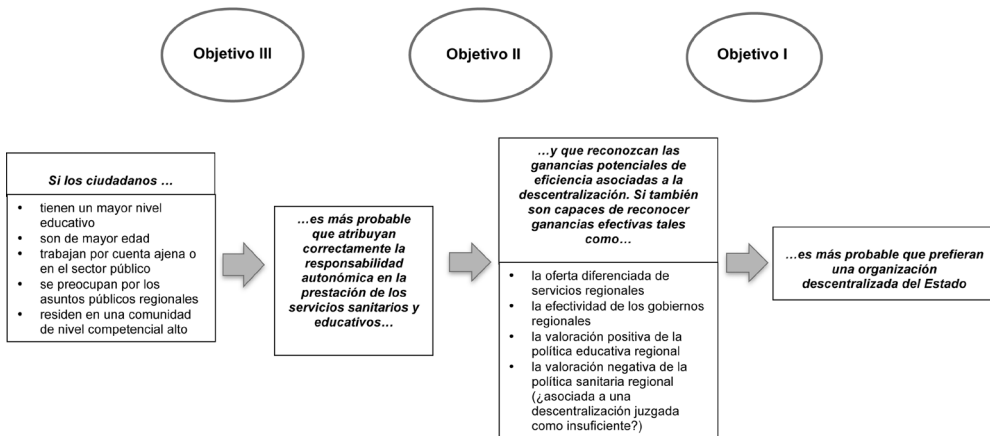 Objetivo III
Objetivo II
Objetivo I
Si los ciudadanos …
• tienen un mayor nivel
educativo
• son de mayor edad
• trabajan por cuenta ajena o
en el sector público
• se preocupan por los
asuntos públicos regionales
• residen en una comunidad
de nivel competencial alto
…es más probable
que atribuyan
correctamente la
responsabilidad
autonómica en la
prestación de los
servicios sanitarios y
educativos…
…y que reconozcan las
ganancias potenciales de
eficiencia asociadas a la
descentralización. Si también
son capaces de reconocer
ganancias efectivas tales
como…
• la oferta diferenciada de
servicios regionales
• la efectividad de los gobiernos
regionales
• la valoración positiva de la
política educativa regional
• la valoración negativa de la
política sanitaria regional
(¿asociada a una
descentralización juzgada
como insuficiente?)
…es más probable que prefieran
una organización
descentralizada del Estado